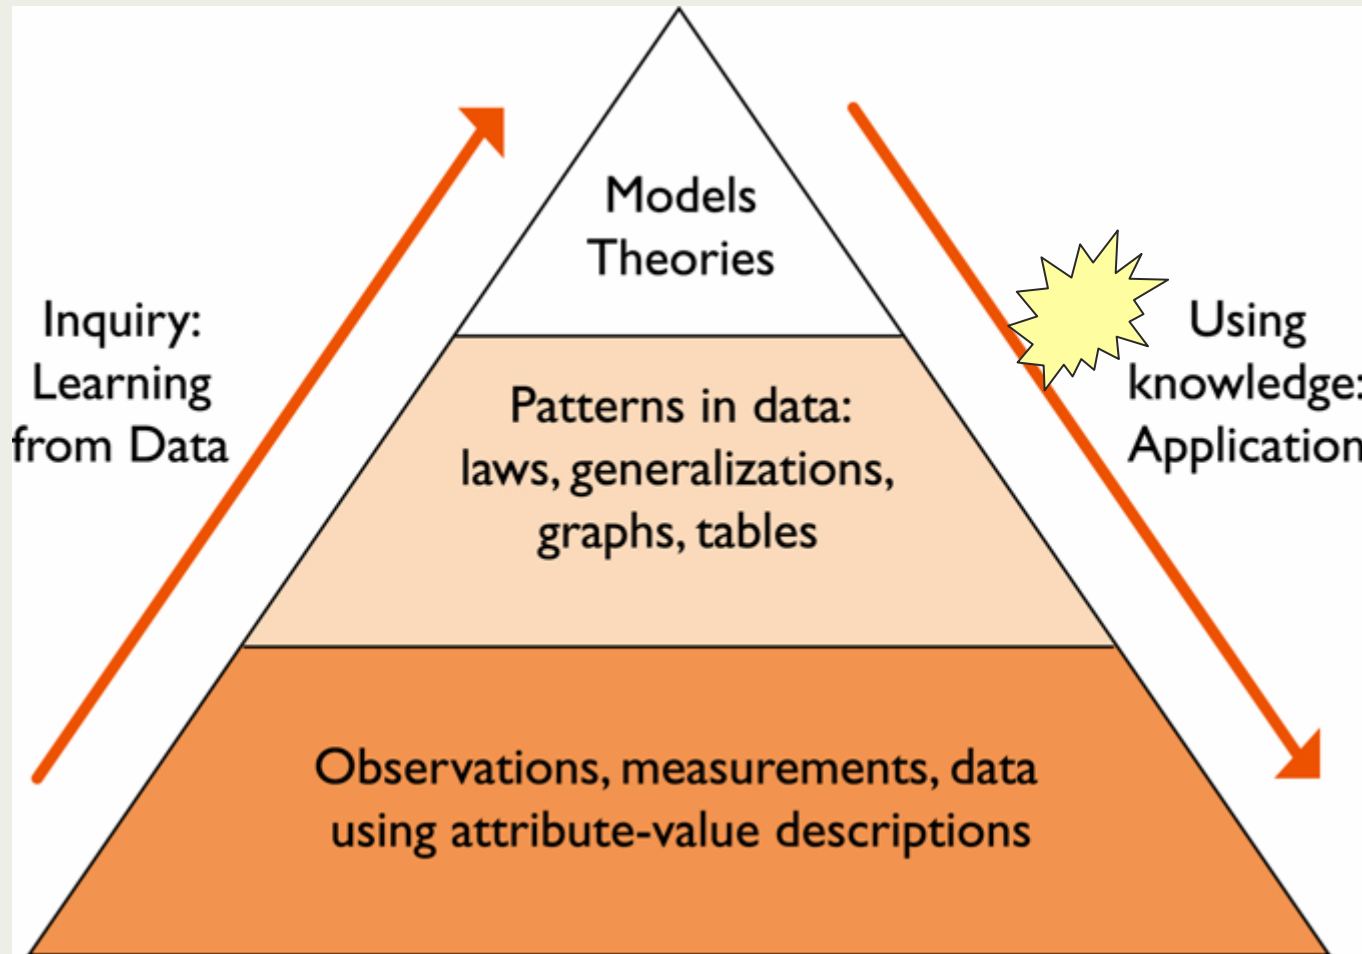 Models
Theories
Inquiry:
Learning
from Data
Patterns in data:
laws, generalizations,
graphs, tables
Using
knowledge:
Application
Observations, measurements, data
using attribute-value descriptions